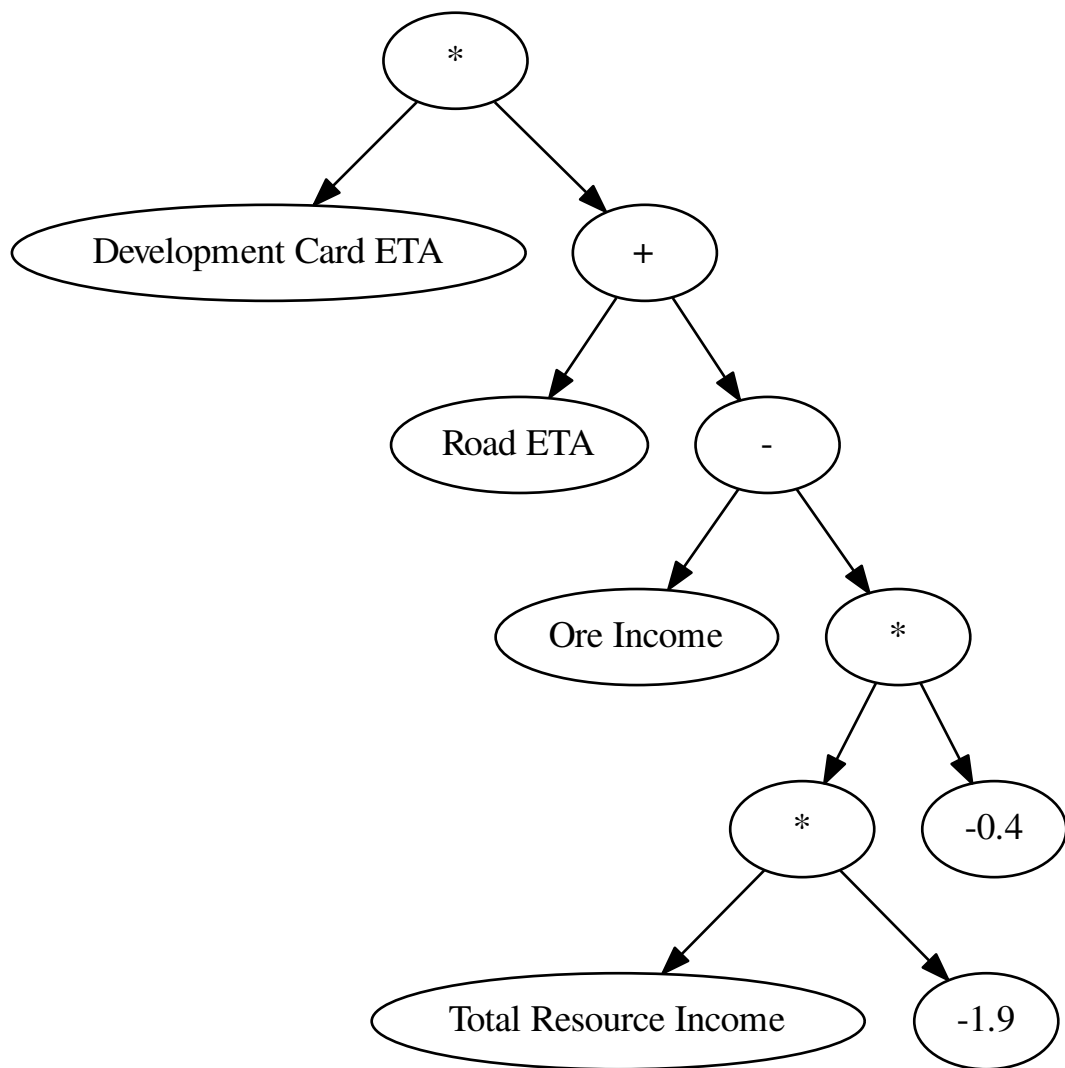 *
Development Card ETA
+
Road ETA
-
Ore Income
*
*
-0.4
Total Resource Income
-1.9